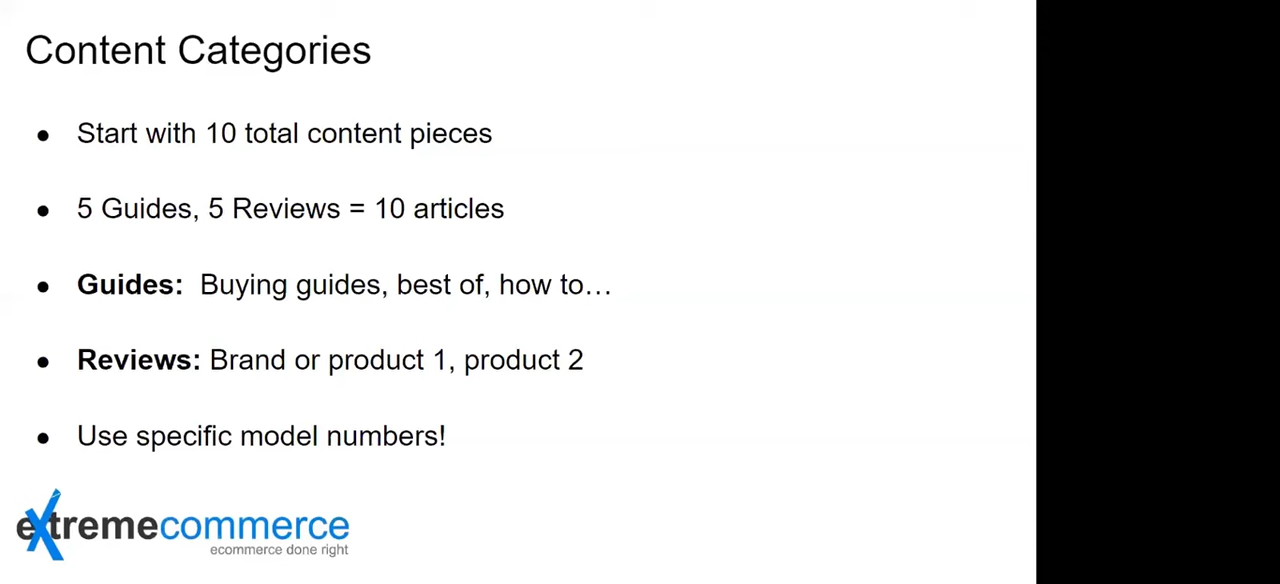 Content Categories
● Start with 10 total content pieces
● 5 Guides, 5 Reviews = 10 articles
● Guides:  Buying guides, best of, how to…
● Reviews: Brand or product 1, product 2
● Use specific model numbers!
extremecommerce
ecommerce done right